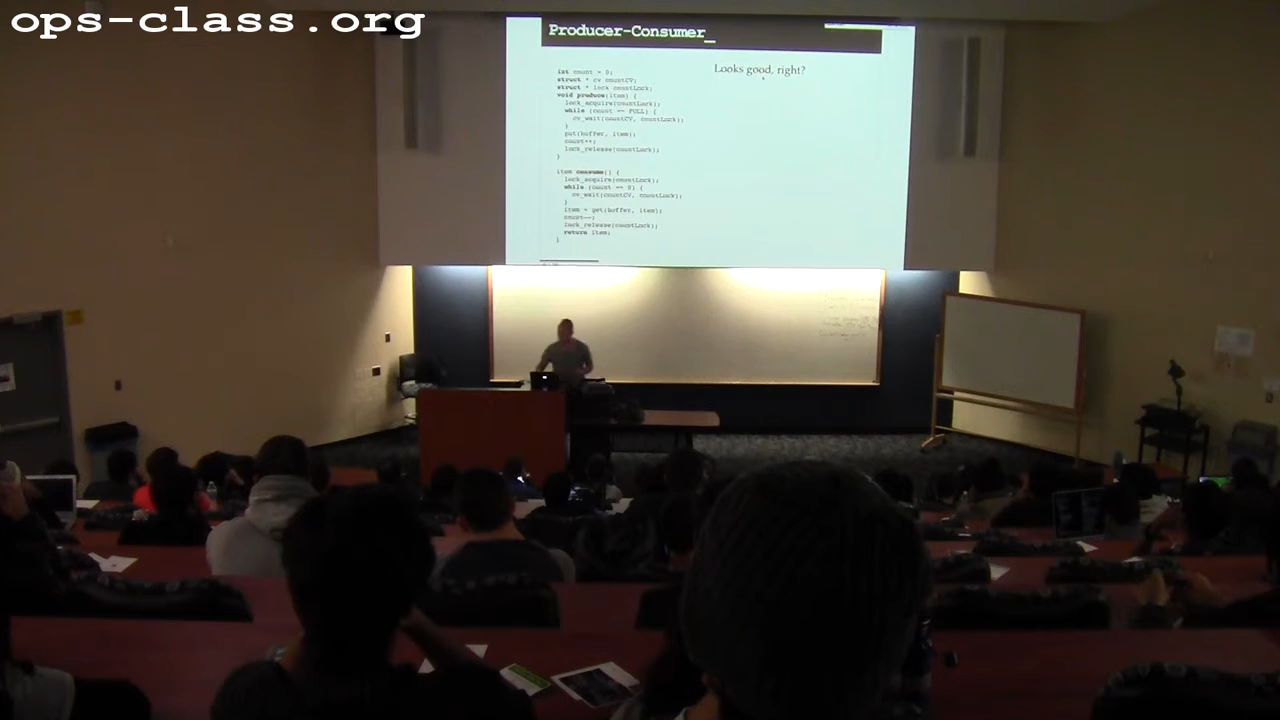 ops-class.org
Producer-Consumer_
Looks good, right?
int count = 0;
struct * cv countCV;
struct * lock countLock;
void produce(item) {
lock_acquire(countLock);
while (count == FULL) {
cv_wait(countCV, countLock);
}
put(buffer, item);
count++;
lock_release(countLock);
}
item consume() {
lock_acquire(countLock);
while (count == 0) {
cv_wait(countCV, countLock);
}
item = get(buffer, item);
count--;
lock_release(countLock);
return item;
}